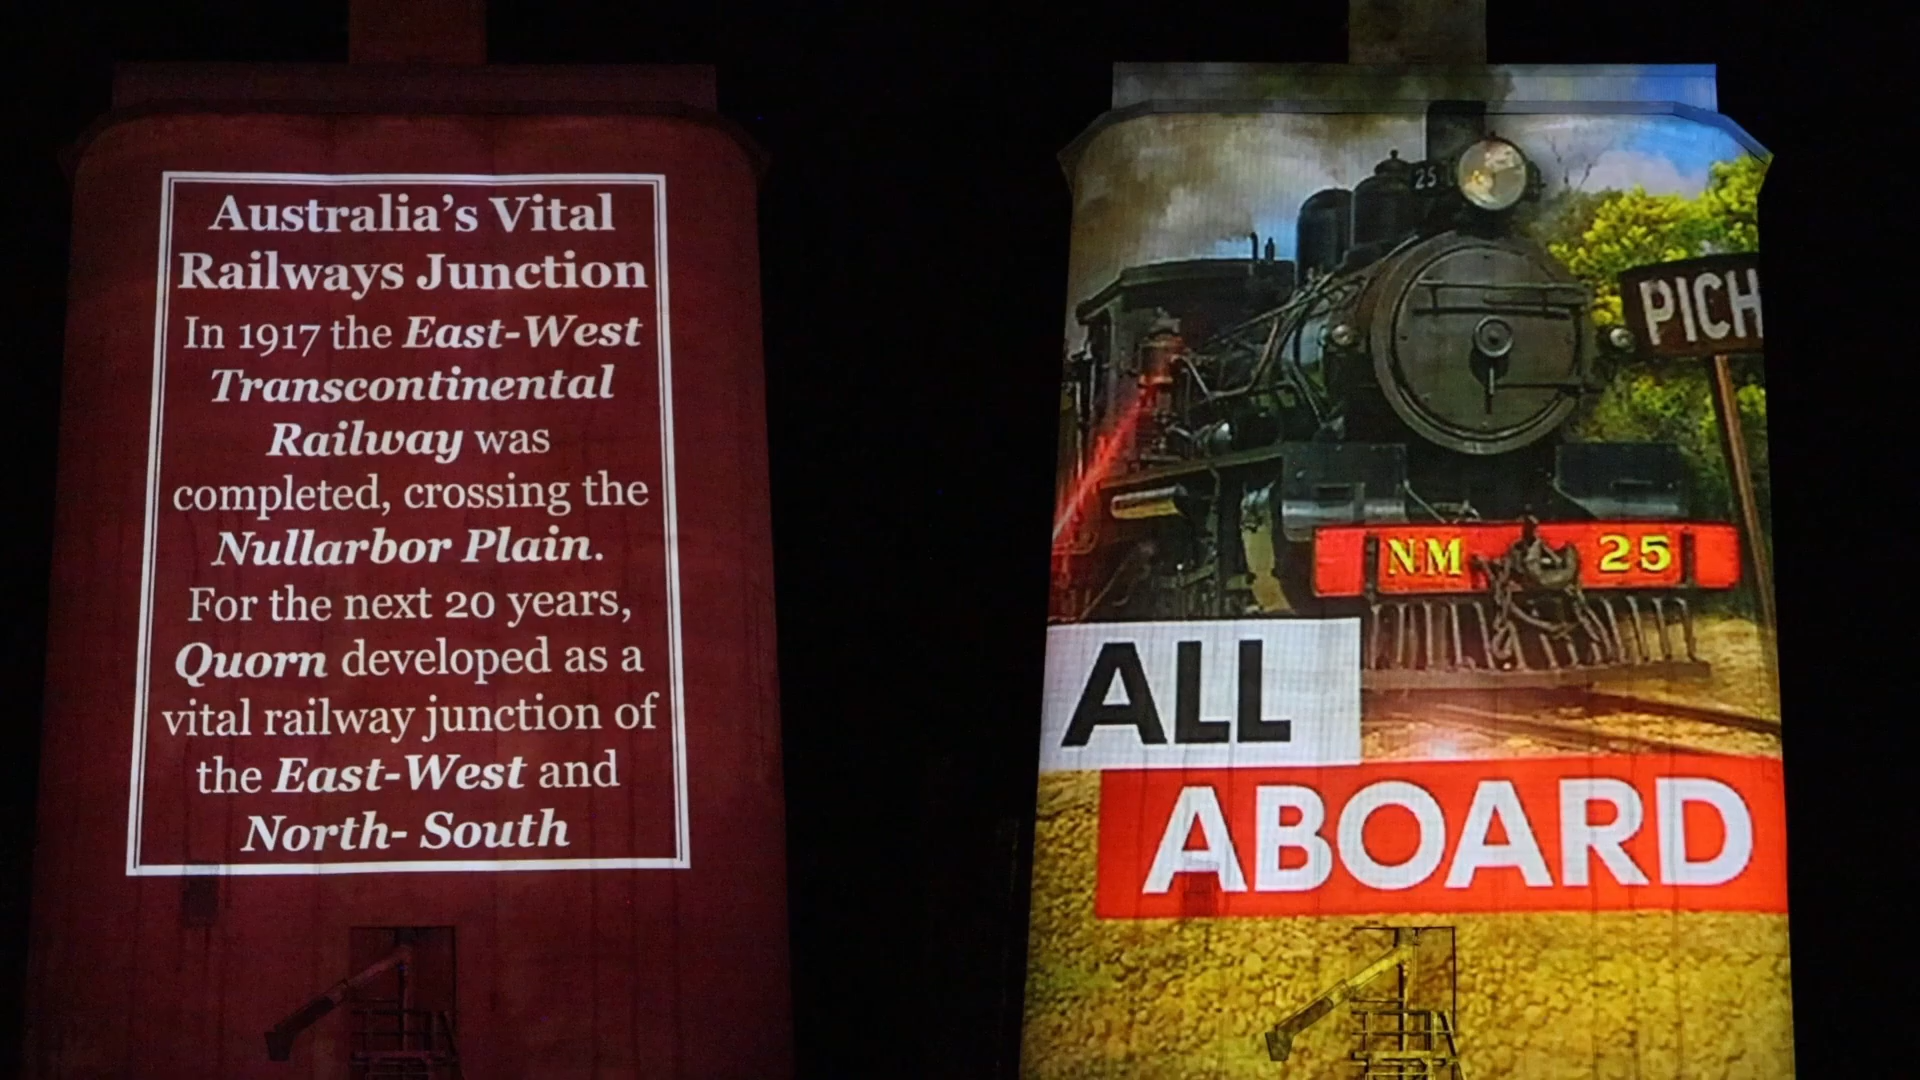 Australia's Vital
Railways Junction
In 1917 the East-West
Transcontinental
Railway was
completed, crossing the
Nullarbor Plain.
For the next 20 years,
Quorn developed as a
vital railway junction of
the East-West and
North- South
25
PICH
NM 25
ALL
ABOARD